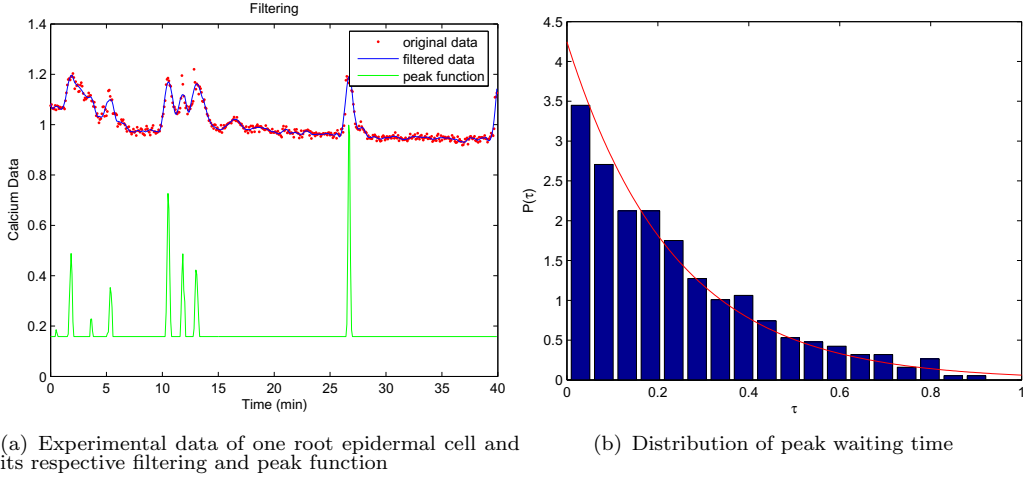 Filtering
1.4
1.2
1
0.8
0.6
0.4
0.2
0
Calcium Data
original data
filtered data
peak function
0 5 10 15 20 25 30 35 40
Time (min)
(a) Experimental data of one root epidermal cell and
its respective filtering and peak function
4.5
4
3.5
3
2.5
2
1.5
1
0.5
0
P(τ)
0 0.2 0.4 0.6 0.8 1
τ
(b) Distribution of peak waiting time